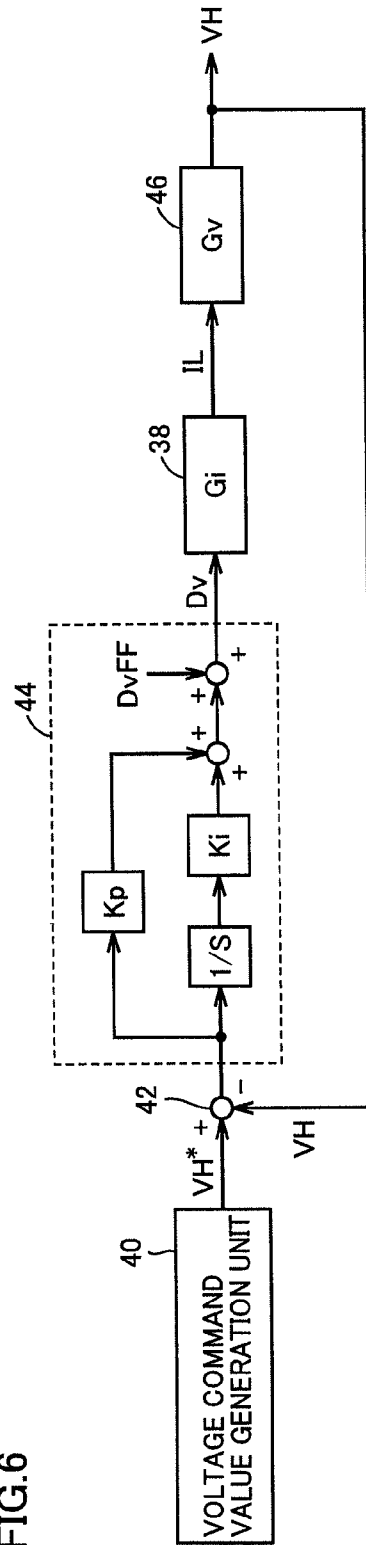 FIG.6
40
VOLTAGE COMMAND
VALUE GENERATION UNIT
VH*
42
+
-
VH
44
Kp
1/S
Ki
+
+
DvFF
+
+
Dv
38
Gi
IL
46
Gv
VH